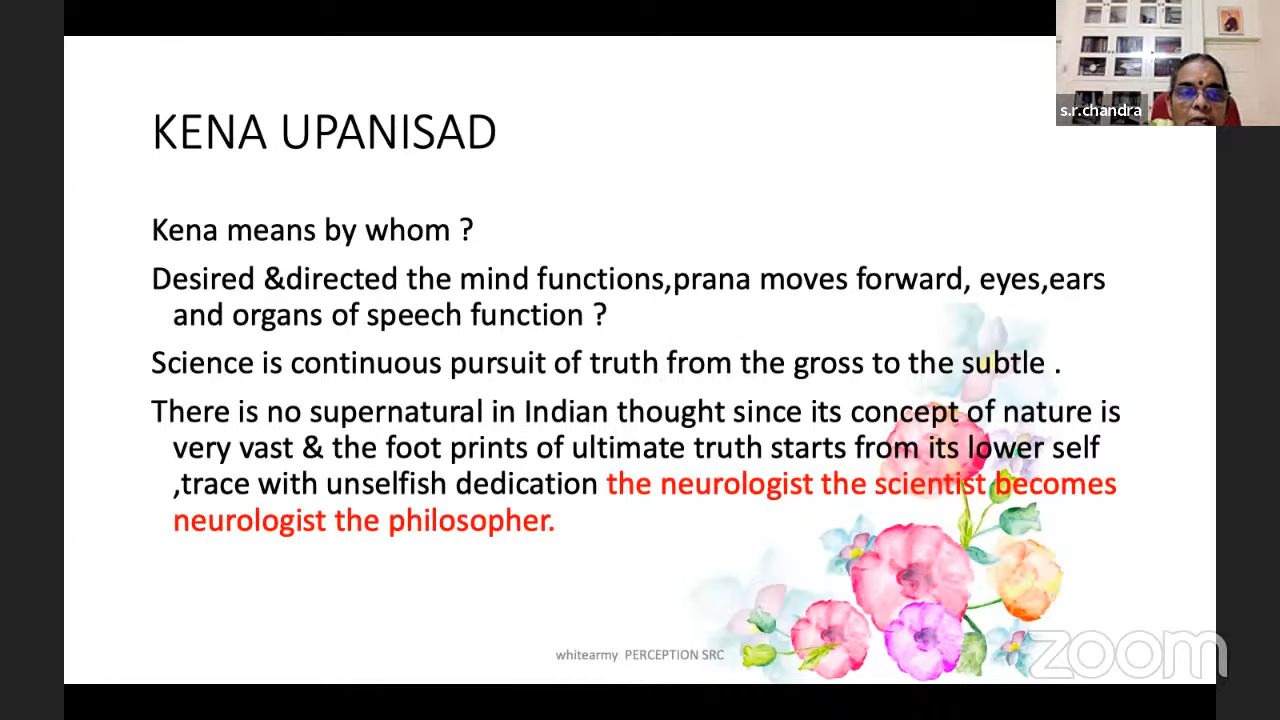 s.r.chandra
KENA UPANISAD
Kena means by whom ?
Desired &directed the mind functions,prana moves forward, eyes,ears
and organs of speech function ?
Science is continuous pursuit of truth from the gross to the subtle .
There is no supernatural in Indian thought since its concept of nature is
very vast & the foot prints of ultimate truth starts from its lower self
,trace with unselfish dedication the neurologist the scientist becomes
neurologist the philosopher.
whitearmy PERCEPTION SRC
zoom